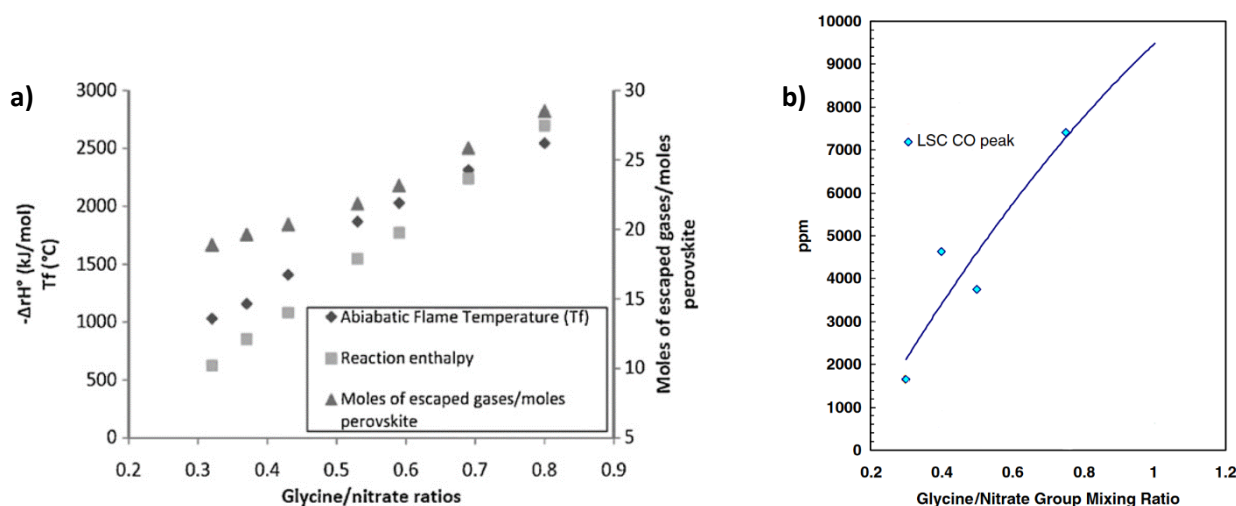 a)
3000
2500
2000
1500
1000
500
0
-ΔrH° (kJ/mol)
Tf (°C)
30
25
20
15
10
5
Moles of escaped gases/moles
perovskite
Abiabatic Flame Temperature (Tf)
Reaction enthalpy
Moles of escaped gases/moles
perovskite
0.2 0.3 0.4 0.5 0.6 0.7 0.8 0.9
Glycine/nitrate ratios
b)
10000
9000
8000
7000
6000
5000
4000
3000
2000
1000
0
ppm
LSC CO peak
0.2 0.4 0.6 0.8 1 1.2
Glycine/Nitrate Group Mixing Ratio